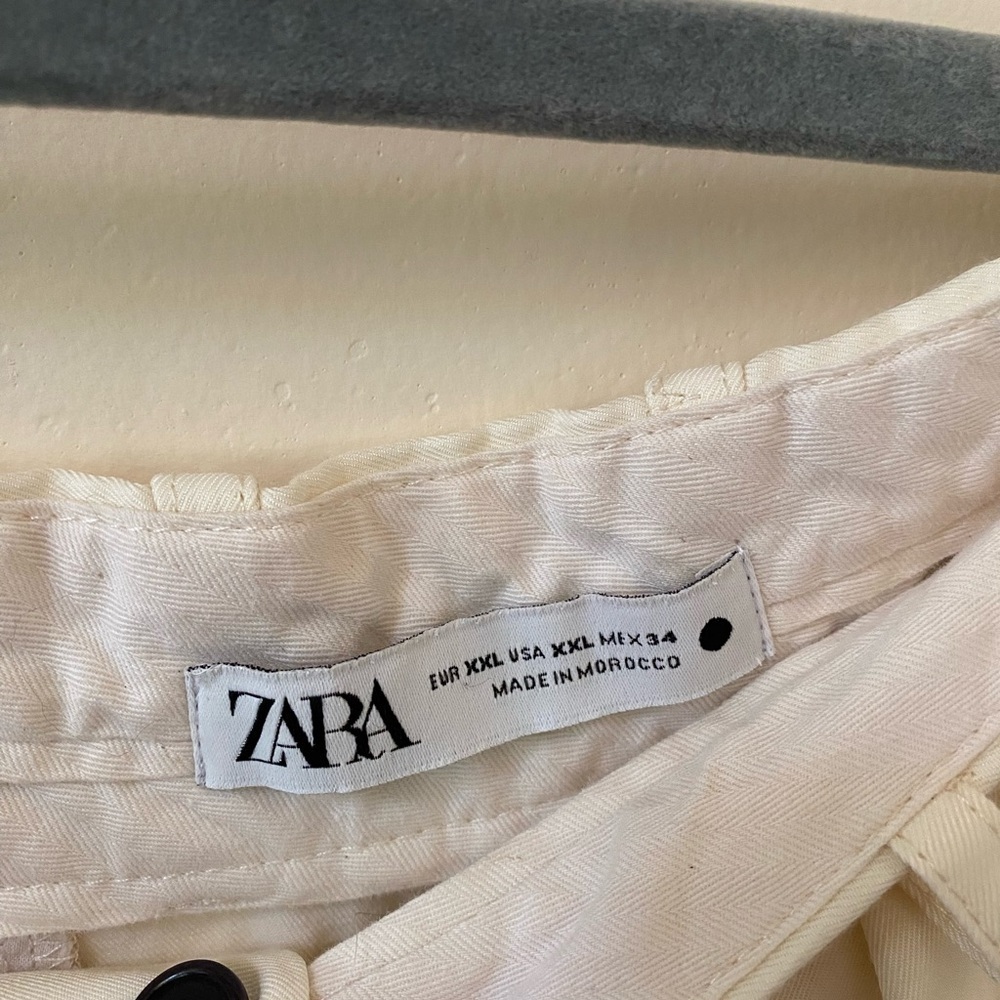 ZARA
EUR XXL USA XXL MEX 34
MADE IN MOROCCO